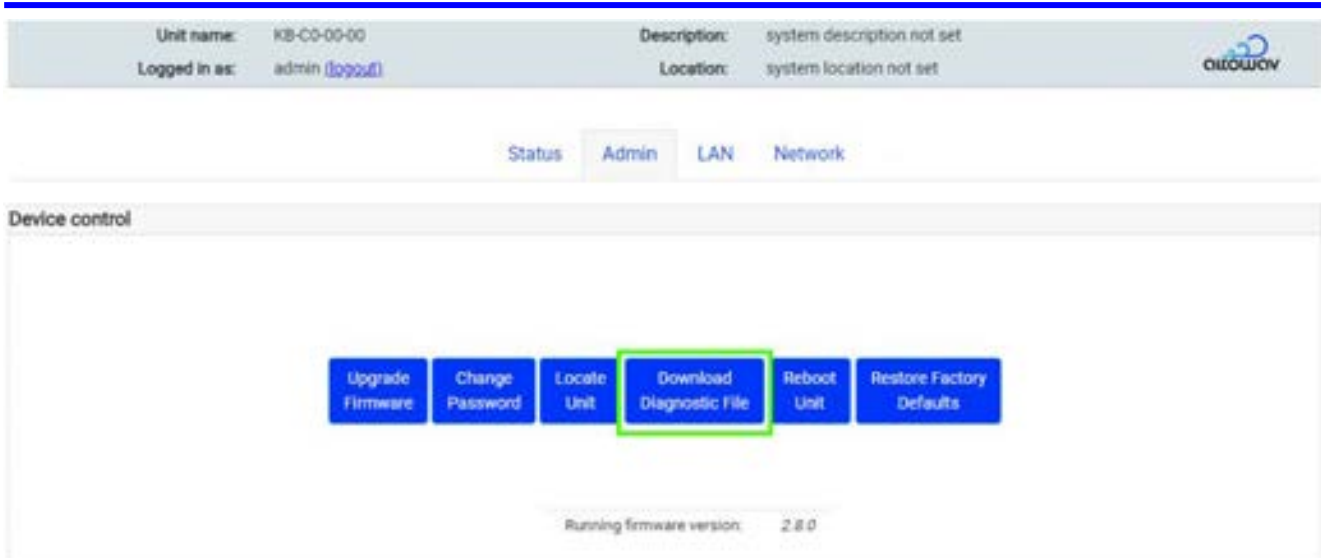 Unit name: KB-C0-00-00 Description: system description not set
Logged in as: admin (logout) Location: system location not set
altowav
Status Admin LAN Network
Device control
Upgrade Firmware
Change Password
Locate Unit
Download Diagnostic File
Reboot Unit
Restore Factory Defaults
Running firmware version: 2.8.0